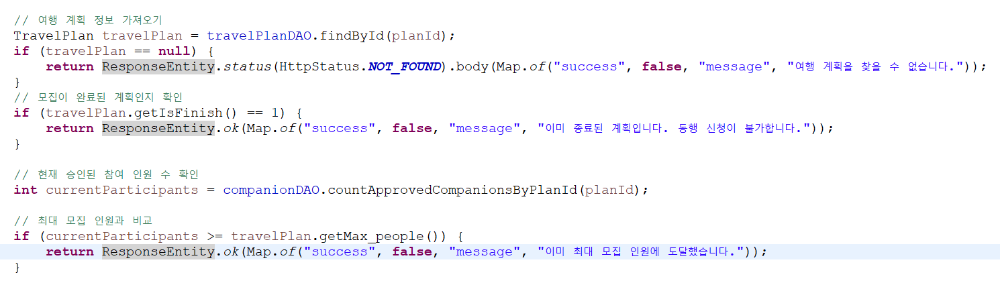 // 여행 계획 정보 가져오기
TravelPlan travelPlan = travelPlanDAO.findById(planId);
if (travelPlan == null) {
    return ResponseEntity.status(HttpStatus.NOT_FOUND).body(Map.of("success", false, "message", "여행 계획을 찾을 수 없습니다."));
}
// 모집이 완료된 계획인지 확인
if (travelPlan.getIsFinish() == 1) {
    return ResponseEntity.ok(Map.of("success", false, "message", "이미 종료된 계획입니다. 동행 신청이 불가합니다."));
}

// 현재 승인된 참여 인원 수 확인
int currentParticipants = companionDAO.countApprovedCompanionsByPlanId(planId);

// 최대 모집 인원과 비교
if (currentParticipants >= travelPlan.getMax_people()) {
    return ResponseEntity.ok(Map.of("success", false, "message", "이미 최대 모집 인원에 도달했습니다."));
}